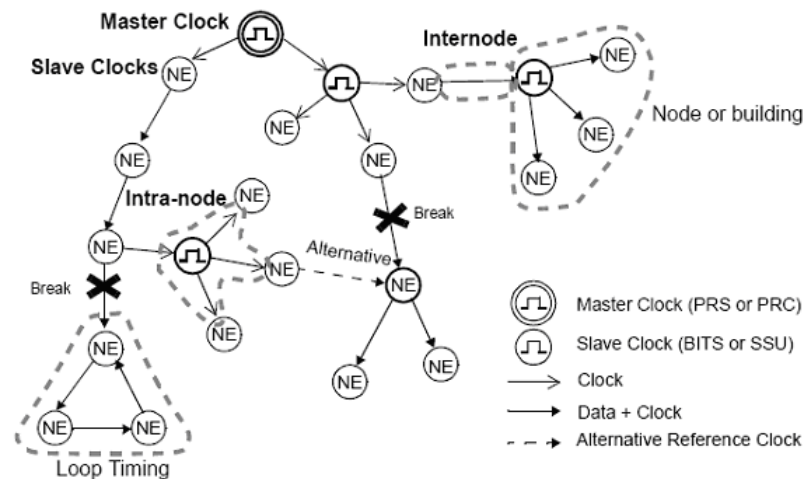 Master Clock
Internode
Slave Clocks
NE
NE
NE
NE
NE
NE
Node or building
NE
NE
NE
Intra-node
NE
Break
NE
Alternative
NE
Break
NE
NE
NE
Master Clock (PRS or PRC)
NE
Slave Clock (BITS or SSU)
NE
NE
Clock
NE
NE
Data + Clock
Loop Timing
Alternative Reference Clock